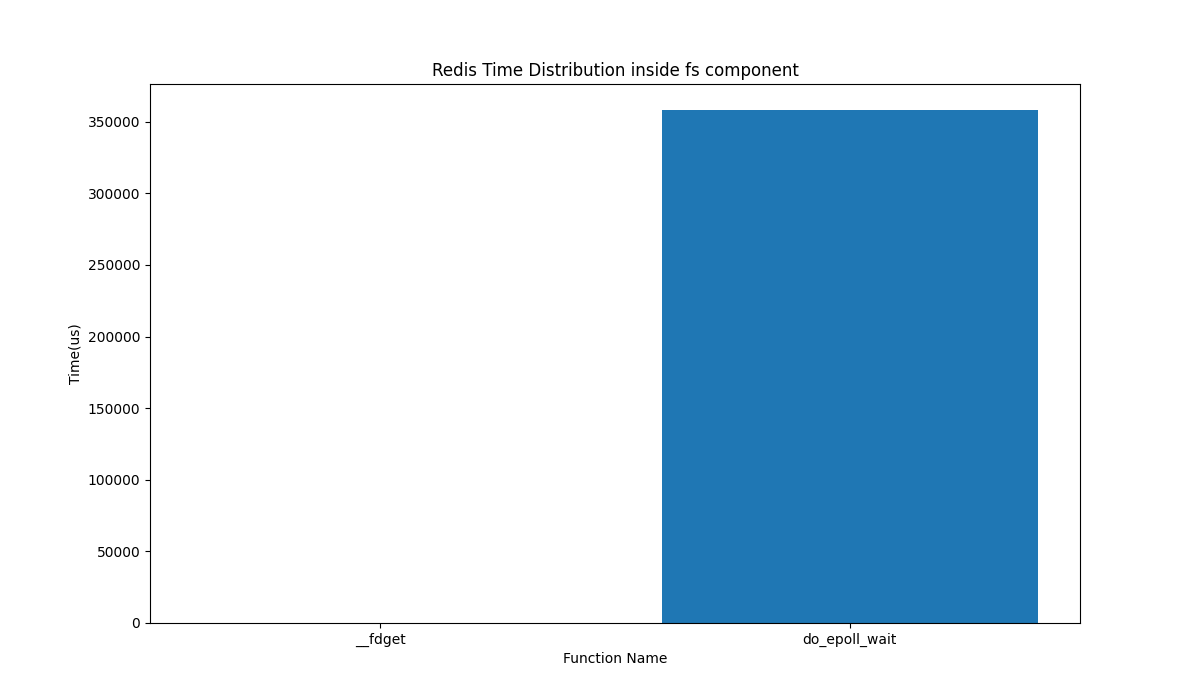 Redis Time Distribution inside fs component
350000
300000
250000
200000
150000
100000
50000
0
Time(us)
__fdget
do_epoll_wait
Function Name